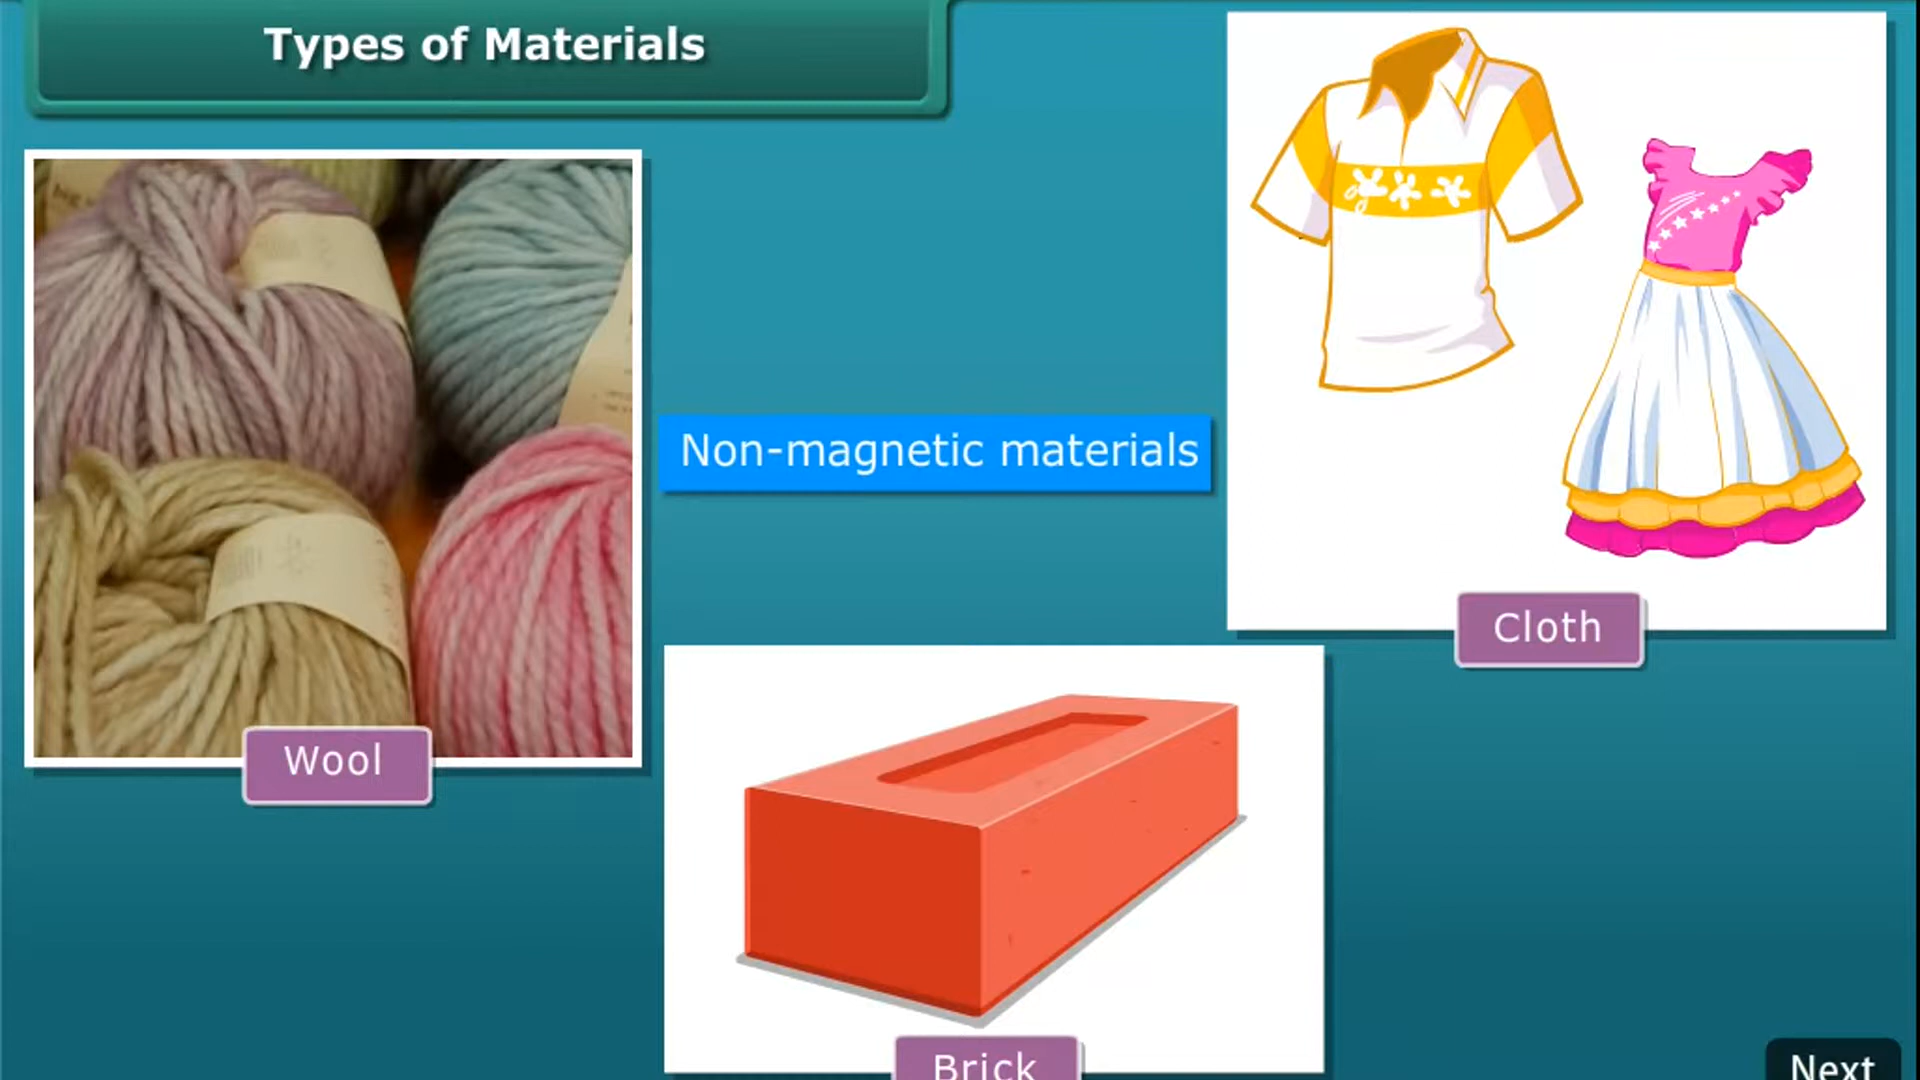 Types of Materials
Non-magnetic materials
Cloth
Wool
Brick
Next